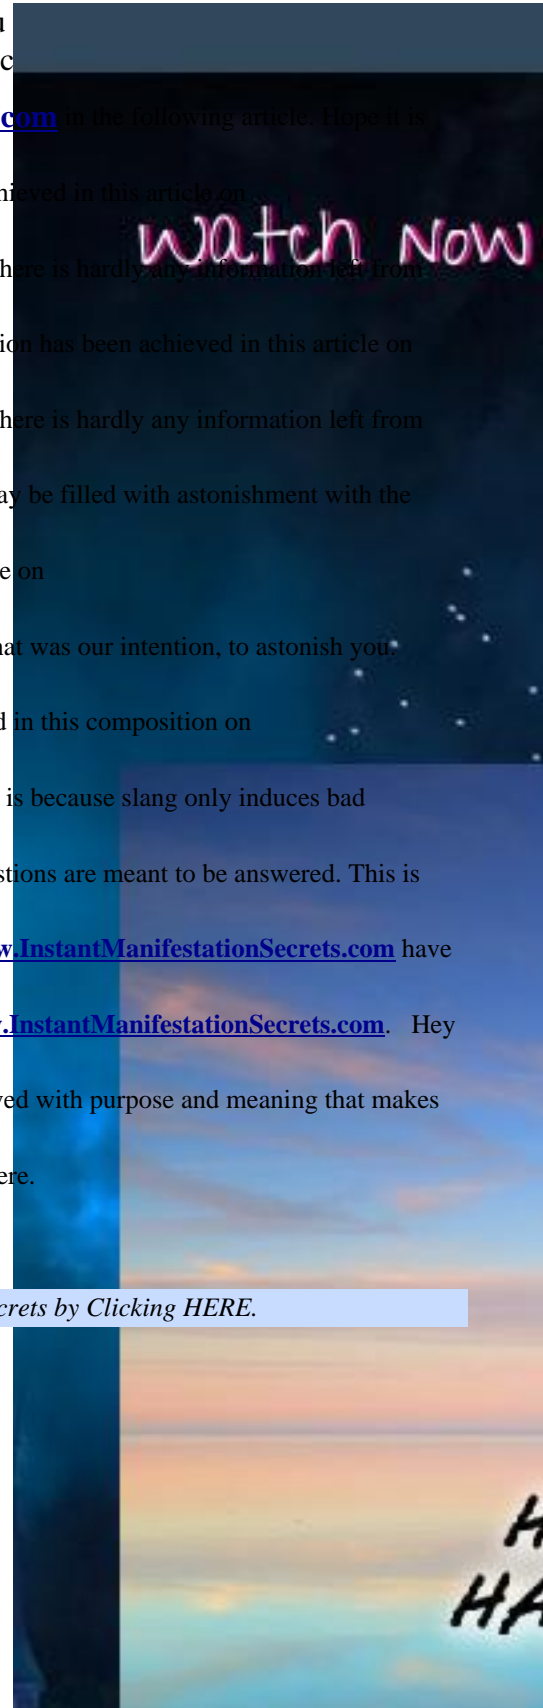 .com in the following article. Hope it is
in this article on
Watch Now
here is hardly any information left from
ion has been achieved in this article on
here is hardly any information left from
ay be filled with astonishment with the
e on
hat was our intention, to astonish you.
d in this composition on
is because slang only induces bad
stions are meant to be answered. This is
w.InstantManifestationSecrets.com have
.InstantManifestationSecrets.com. Hey
yed with purpose and meaning that makes
ere.
crets by Clicking HERE.
H
HA